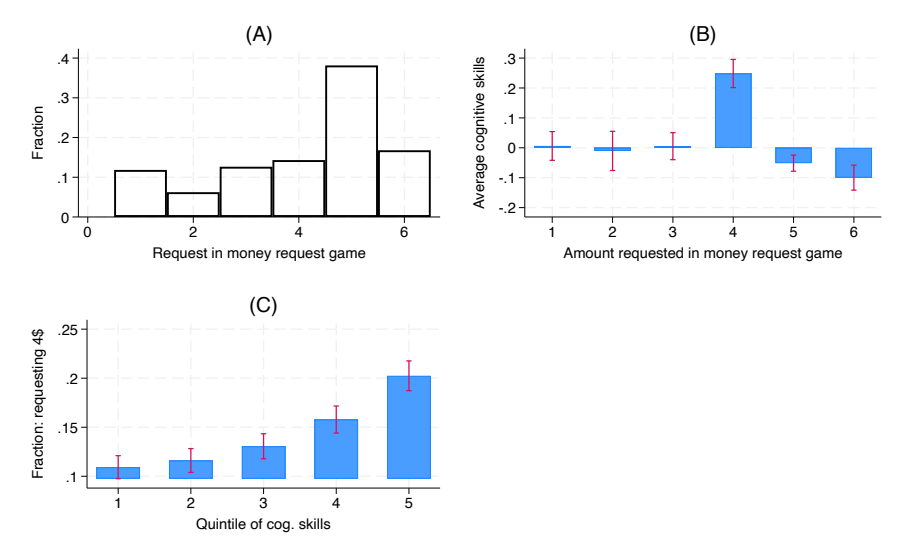 (A)
Fraction
.4
.3
.2
.1
0
0 2 4 6
Request in money request game
(B)
Average cognitive skills
.3
.2
.1
0
-.1
-.2
1 2 3 4 5 6
Amount requested in money request game
(C)
Fraction: requesting 4$
.25
.2
.15
.1
1 2 3 4 5
Quintile of cog. skills